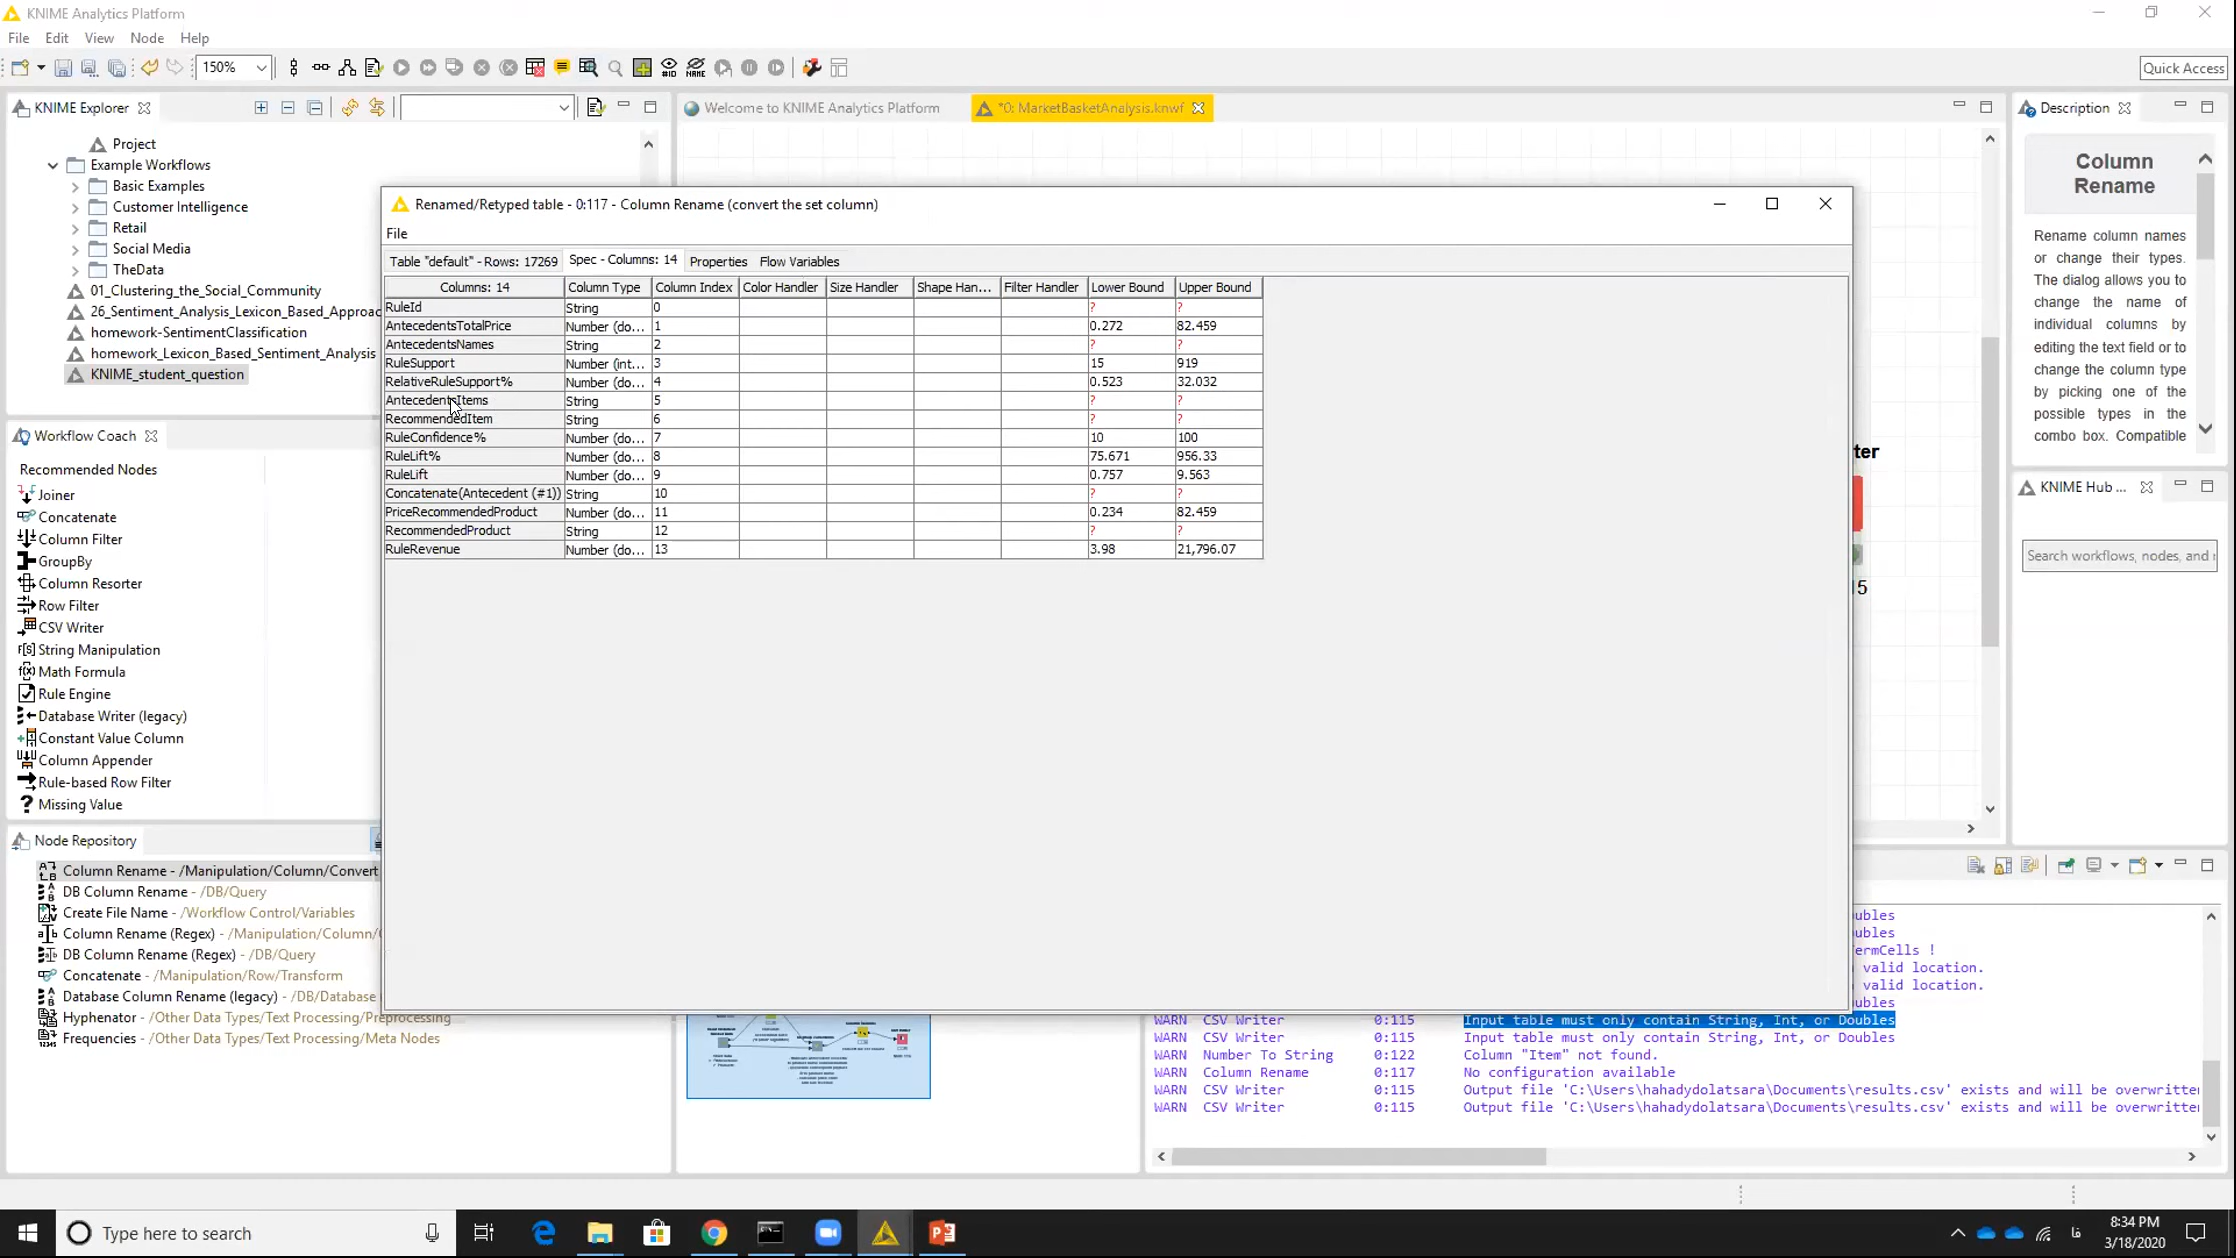 KNIME Analytics Platform
File Edit View Node Help
150%
Quick Access
KNIME Explorer
Project
Example Workflows
Basic Examples
Customer Intelligence
Retail
Social Media
TheData
01_Clustering_the_Social_Community
26_Sentiment_Analysis_Lexicon_Based_Approac
homework-SentimentClassification
homework_Lexicon_Based_Sentiment_Analysis
KNIME_student_question
Workflow Coach
Recommended Nodes
Joiner
Concatenate
Column Filter
GroupBy
Column Resorter
Row Filter
CSV Writer
String Manipulation
Math Formula
Rule Engine
Database Writer (legacy)
Constant Value Column
Column Appender
Rule-based Row Filter
Missing Value
Node Repository
Column Rename - /Manipulation/Column/Convert
DB Column Rename - /DB/Query
Create File Name - /Workflow Control/Variables
Column Rename (Regex) - /Manipulation/Column/
DB Column Rename (Regex) - /DB/Query
Concatenate - /Manipulation/Row/Transform
Database Column Rename (legacy) - /DB/Database
Hyphenator - /Other Data Types/Text Processing/Preprocessing
Frequencies - /Other Data Types/Text Processing/Meta Nodes
Welcome to KNIME Analytics Platform
*0: MarketBasketAnalysis.knwf
Renamed/Retyped table - 0:117 - Column Rename (convert the set column)
File
Table "default" - Rows: 17269 Spec - Columns: 14 Properties Flow Variables
Columns: 14 Column Type Column Index Color Handler Size Handler Shape Han... Filter Handler Lower Bound Upper Bound
RuleId String 0 ? ?
AntecedentsTotalPrice Number (do... 1 0.272 82.459
AntecedentsNames String 2 ? ?
RuleSupport Number (int... 3 15 919
RelativeRuleSupport% Number (do... 4 0.523 32.032
AntecedentsItems String 5 ? ?
RecommendedItem String 6 ? ?
RuleConfidence% Number (do... 7 10 100
RuleLift% Number (do... 8 75.671 956.33
RuleLift Number (do... 9 0.757 9.563
Concatenate(Antecedent (#1)) String 10 ? ?
PriceRecommendedProduct Number (do... 11 0.234 82.459
RecommendedProduct String 12 ? ?
RuleRevenue Number (do... 13 3.98 21,796.07
Description
Column
Rename
Rename column names
or change their types.
The dialog allows you to
change the name of
individual columns by
editing the text field or to
change the column type
by picking one of the
possible types in the
combo box. Compatible
ter
15
KNIME Hub ...
Search workflows, nodes, and
ubles
ubles
ermCells !
valid location.
valid location.
ubles
WARN CSV Writer 0:115 Input table must only contain String, Int, or Doubles
WARN CSV Writer 0:115 Input table must only contain String, Int, or Doubles
WARN Number To String 0:122 Column "Item" not found.
WARN Column Rename 0:117 No configuration available
WARN CSV Writer 0:115 Output file 'C:\Users\hahadydolatsara\Documents\results.csv' exists and will be overwritte
WARN CSV Writer 0:115 Output file 'C:\Users\hahadydolatsara\Documents\results.csv' exists and will be overwritte
Type here to search
فا
8:34 PM
3/18/2020